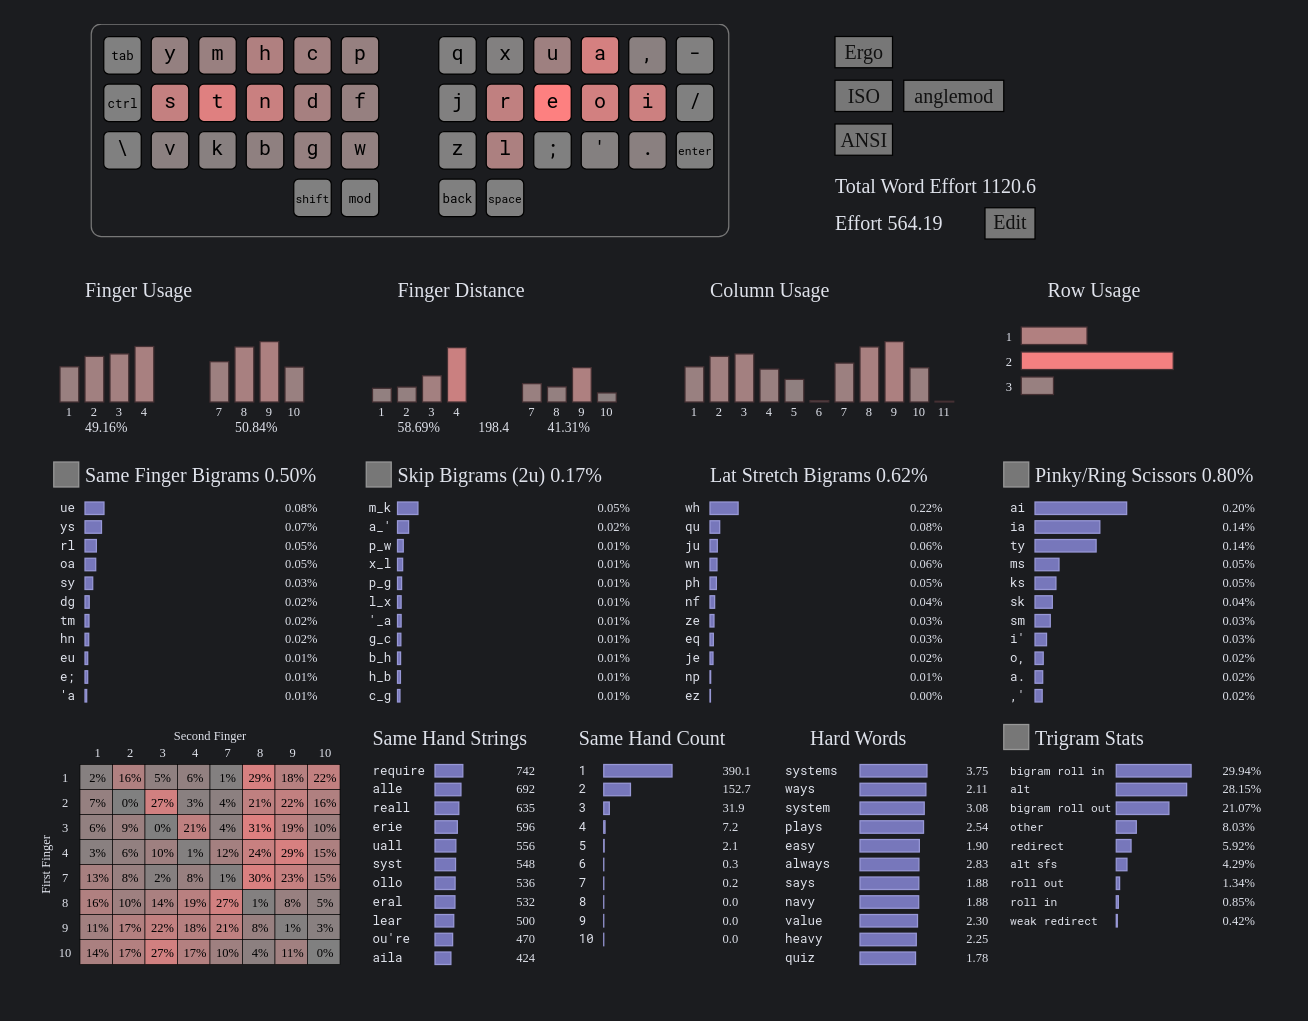 tab y m h c p q x u a , -
ctrl s t n d f j r e o i /
\ v k b g w z l ; ' . enter
shift mod back space
Ergo
ISO anglemod
ANSI
Total Word Effort 1120.6
Effort 564.19 Edit
Finger Usage
1 2 3 4 7 8 9 10
49.16% 50.84%
Finger Distance
1 2 3 4 7 8 9 10
58.69% 198.4 41.31%
Column Usage
1 2 3 4 5 6 7 8 9 10 11
Row Usage
1
2
3
Same Finger Bigrams 0.50%
ue 0.08%
ys 0.07%
rl 0.05%
oa 0.05%
sy 0.03%
dg 0.02%
tm 0.02%
hn 0.02%
eu 0.01%
e; 0.01%
'a 0.01%
Skip Bigrams (2u) 0.17%
m_k 0.05%
a_' 0.02%
p_w 0.01%
x_l 0.01%
p_g 0.01%
l_x 0.01%
'_a 0.01%
g_c 0.01%
b_h 0.01%
h_b 0.01%
c_g 0.01%
Lat Stretch Bigrams 0.62%
wh 0.22%
qu 0.08%
ju 0.06%
wn 0.06%
ph 0.05%
nf 0.04%
ze 0.03%
eq 0.03%
je 0.02%
np 0.01%
ez 0.00%
Pinky/Ring Scissors 0.80%
ai 0.20%
ia 0.14%
ty 0.14%
ms 0.05%
ks 0.05%
sk 0.04%
sm 0.03%
i' 0.03%
o, 0.02%
a. 0.02%
,' 0.02%
Second Finger
1 2 3 4 7 8 9 10
First Finger
1 2% 16% 5% 6% 1% 29% 18% 22%
2 7% 0% 27% 3% 4% 21% 22% 16%
3 6% 9% 0% 21% 4% 31% 19% 10%
4 3% 6% 10% 1% 12% 24% 29% 15%
7 13% 8% 2% 8% 1% 30% 23% 15%
8 16% 10% 14% 19% 27% 1% 8% 5%
9 11% 17% 22% 18% 21% 8% 1% 3%
10 14% 17% 27% 17% 10% 4% 11% 0%
Same Hand Strings
require 742
alle 692
reall 635
erie 596
uall 556
syst 548
ollo 536
eral 532
lear 500
ou're 470
aila 424
Same Hand Count
1 390.1
2 152.7
3 31.9
4 7.2
5 2.1
6 0.3
7 0.2
8 0.0
9 0.0
10 0.0
Hard Words
systems 3.75
ways 2.11
system 3.08
plays 2.54
easy 1.90
always 2.83
says 1.88
navy 1.88
value 2.30
heavy 2.25
quiz 1.78
Trigram Stats
bigram roll in 29.94%
alt 28.15%
bigram roll out 21.07%
other 8.03%
redirect 5.92%
alt sfs 4.29%
roll out 1.34%
roll in 0.85%
weak redirect 0.42%